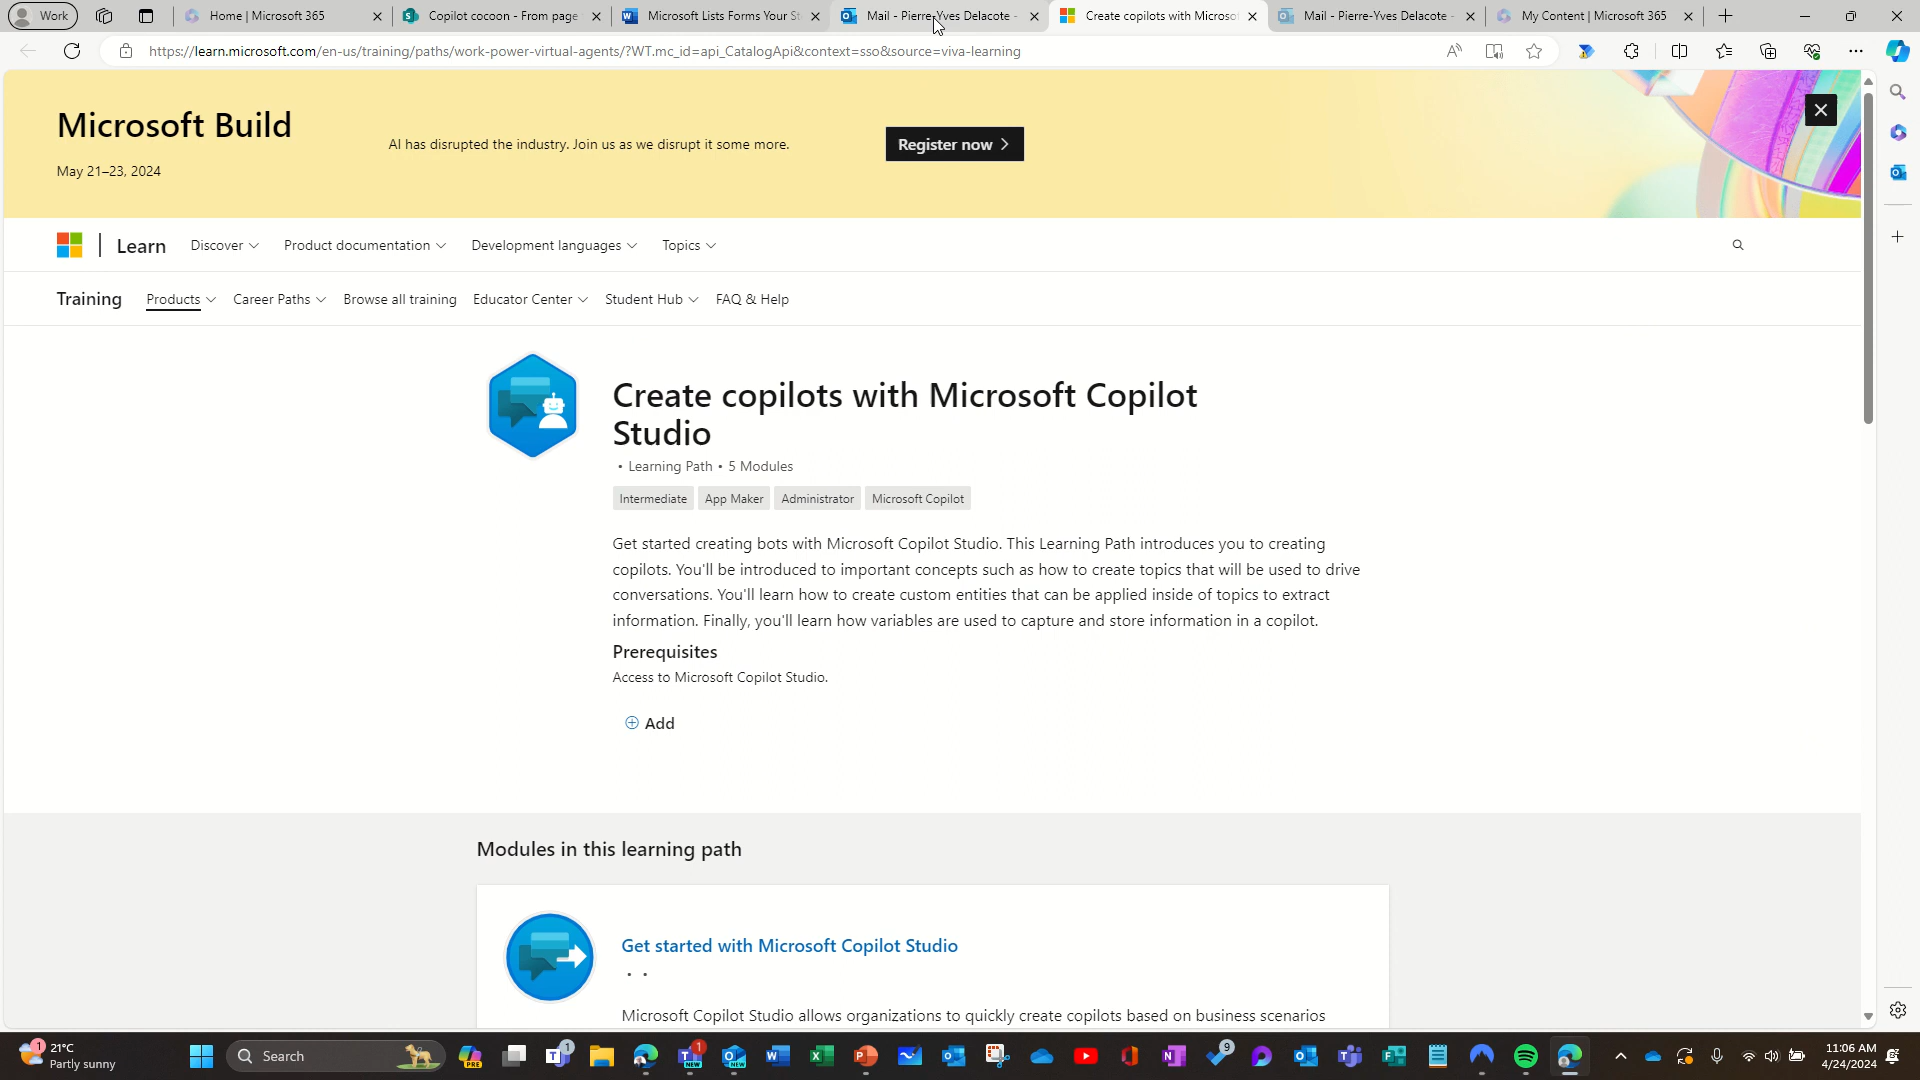 Work
Home | Microsoft 365
Copilot cocoon - From page
Microsoft Lists Forms Your St
Mail - Pierre-Yves Delacote -
Create copilots with Microsof
Mail - Pierre-Yves Delacote -
My Content | Microsoft 365
https://learn.microsoft.com/en-us/training/paths/work-power-virtual-agents/?WT.mc_id=api_CatalogApi&context=sso&source=viva-learning
Microsoft Build
May 21–23, 2024
AI has disrupted the industry. Join us as we disrupt it some more.
Register now
Learn
Discover
Product documentation
Development languages
Topics
Training
Products
Career Paths
Browse all training
Educator Center
Student Hub
FAQ & Help
Create copilots with Microsoft Copilot
Studio
• Learning Path • 5 Modules
Intermediate
App Maker
Administrator
Microsoft Copilot
Get started creating bots with Microsoft Copilot Studio. This Learning Path introduces you to creating
copilots. You'll be introduced to important concepts such as how to create topics that will be used to drive
conversations. You'll learn how to create custom entities that can be applied inside of topics to extract
information. Finally, you'll learn how variables are used to capture and store information in a copilot.
Prerequisites
Access to Microsoft Copilot Studio.
Add
Modules in this learning path
Get started with Microsoft Copilot Studio
• •
Microsoft Copilot Studio allows organizations to quickly create copilots based on business scenarios
1
21°C
Partly sunny
Search
PRE
1
1
NEW
NEW
9
11:06 AM
4/24/2024